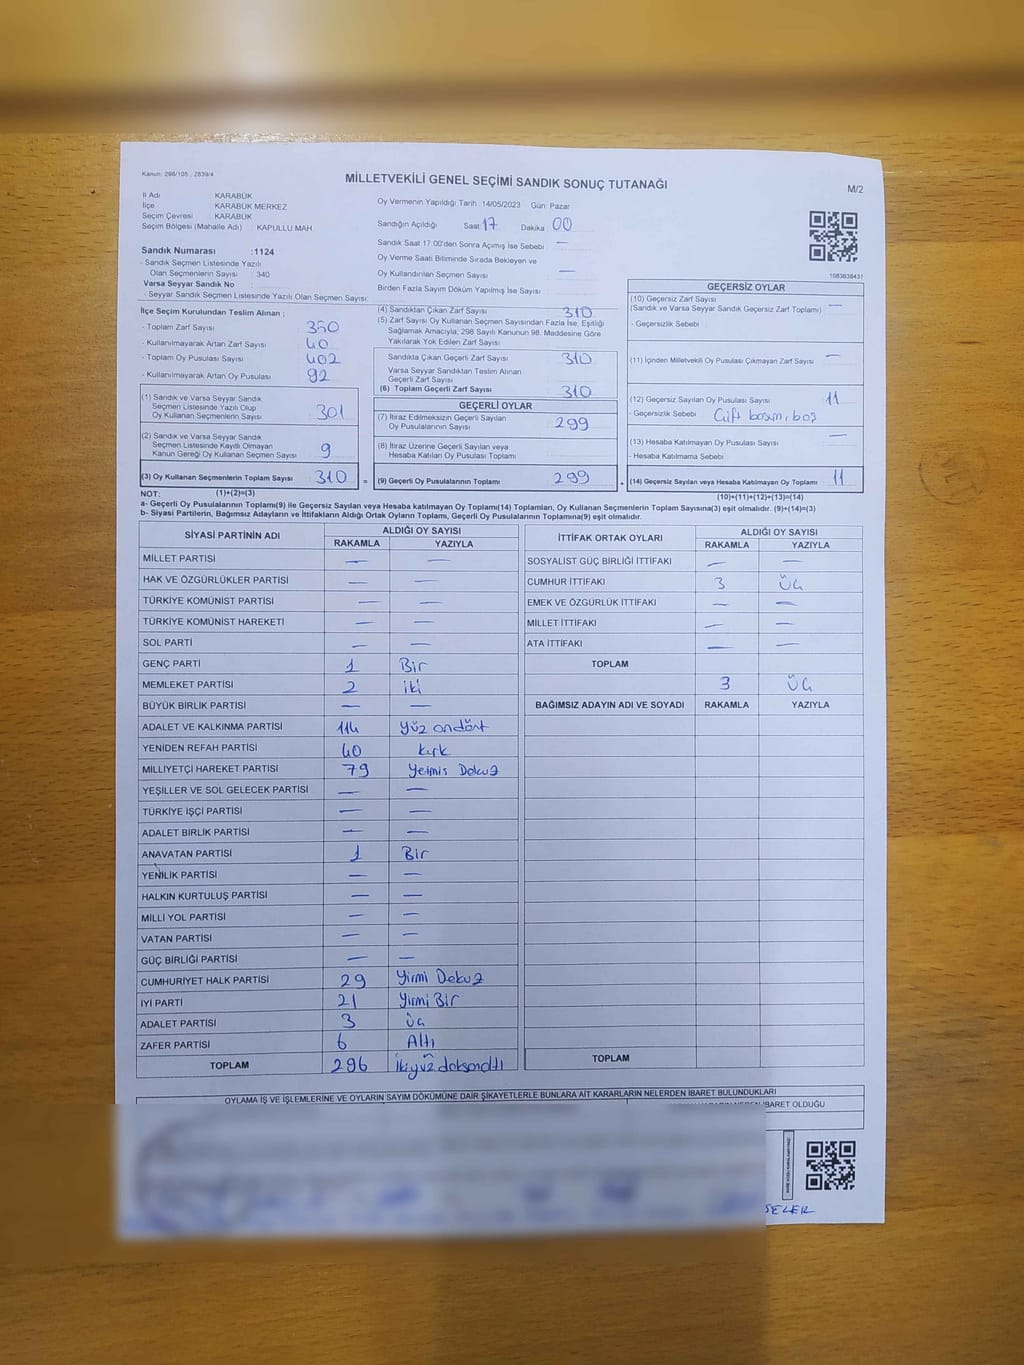 Kanun: 298/105 , 2839/4
MİLLETVEKİLİ GENEL SEÇİMİ SANDIK SONUÇ TUTANAĞI
M/2
İl Adı KARABÜK
İlçe KARABÜK MERKEZ
Seçim Çevresi KARABÜK
Seçim Bölgesi (Mahalle Adı) KAPULLU MAH.
Sandık Numarası :1124
- Sandık Seçmen Listesinde Yazılı
Olan Seçmenlerin Sayısı : 340
Varsa Seyyar Sandık No :
- Seyyar Sandık Seçmen Listesinde Yazılı Olan Seçmen Sayısı:
Oy Vermenin Yapıldığı Tarih :14/05/2023 Gün: Pazar
Sandığın Açıldığı Saat 17 Dakika 00
Sandık Saat 17:00'den Sonra Açımış İse Sebebi —
Oy Verme Saati Bitiminde Sırada Bekleyen ve
Oy Kullandırılan Seçmen Sayısı —
Birden Fazla Sayım Döküm Yapılmış İse Sayısı
1083638431
İlçe Seçim Kurulundan Teslim Alınan ;
- Toplam Zarf Sayısı 350
- Kullanılmayarak Artan Zarf Sayısı 40
- Toplam Oy Pusulası Sayısı 402
- Kullanılmayarak Artan Oy Pusulası 92
(1) Sandık ve Varsa Seyyar Sandık
Seçmen Listesinde Yazılı Olup
Oy Kullanan Seçmenlerin Sayısı 301
(2) Sandık ve Varsa Seyyar Sandık
Seçmen Listesinde Kayıtlı Olmayan
Kanun Gereği Oy Kullanan Seçmen Sayısı 9
(3) Oy Kullanan Seçmenlerin Toplam Sayısı 310 =
(4) Sandıktan Çıkan Zarf Sayısı 310
(5) Zarf Sayısı Oy Kullanan Seçmen Sayısından Fazla İse, Eşitliği
Sağlamak Amacıyla; 298 Sayılı Kanunun 98. Maddesine Göre
Yakılarak Yok Edilen Zarf Sayısı
Sandıkta Çıkan Geçerli Zarf Sayısı 310
Varsa Seyyar Sandıktan Teslim Alınan
Geçerli Zarf Sayısı
(6) Toplam Geçerli Zarf Sayısı 310
GEÇERLİ OYLAR
(7) İtiraz Edilmeksizin Geçerli Sayılan
Oy Pusulalarının Sayısı 299
(8) İtiraz Üzerine Geçerli Sayılan veya
Hesaba Katılan Oy Pusulası Toplamı
(9) Geçerli Oy Pusulalarının Toplamı 299 +
GEÇERSİZ OYLAR
(10) Geçersiz Zarf Sayısı
(Sandık ve Varsa Seyyar Sandık Geçersiz Zarf Toplamı) —
- Geçersizlik Sebebi :
(11) İçinden Milletvekili Oy Pusulası Çıkmayan Zarf Sayısı —
(12) Geçersiz Sayılan Oy Pusulası Sayısı 11
- Geçersizlik Sebebi : Çift basım, boş
(13) Hesaba Katılmayan Oy Pusulası Sayısı —
- Hesaba Katılmama Sebebi :
(14) Geçersiz Sayılan veya Hesaba Katılmayan Oy Toplamı 11
NOT: (1)+(2)=(3) (10)+(11)+(12)+(13)=(14)
a- Geçerli Oy Pusulalarının Toplamı(9) ile Geçersiz Sayılan veya Hesaba katılmayan Oy Toplamı(14) Toplamları, Oy Kullanan Seçmenlerin Toplam Sayısına(3) eşit olmalıdır. (9)+(14)=(3)
b- Siyasi Partilerin, Bağımsız Adayların ve İttifakların Aldığı Ortak Oyların Toplamı, Geçerli Oy Pusulalarının Toplamına(9) eşit olmalıdır.
SİYASİ PARTİNİN ADI ALDIĞI OY SAYISI
RAKAMLA YAZIYLA
MİLLET PARTİSİ — —
HAK VE ÖZGÜRLÜKLER PARTİSİ — —
TÜRKİYE KOMÜNİST PARTİSİ — —
TÜRKİYE KOMÜNİST HAREKETİ — —
SOL PARTİ — —
GENÇ PARTİ 1 Bir
MEMLEKET PARTİSİ 2 iki
BÜYÜK BİRLİK PARTİSİ — —
ADALET VE KALKINMA PARTİSİ 114 Yüz ondört
YENİDEN REFAH PARTİSİ 40 Kırk
MİLLİYETÇİ HAREKET PARTİSİ 79 Yetmis Dokuz
YEŞİLLER VE SOL GELECEK PARTİSİ — —
TÜRKİYE İŞÇİ PARTİSİ — —
ADALET BİRLİK PARTİSİ — —
ANAVATAN PARTİSİ 1 Bir
YENİLİK PARTİSİ — —
HALKIN KURTULUŞ PARTİSİ — —
MİLLİ YOL PARTİSİ — —
VATAN PARTİSİ — —
GÜÇ BİRLİĞİ PARTİSİ — —
CUMHURİYET HALK PARTİSİ 29 Yirmi Dokuz
İYİ PARTİ 21 Yirmi Bir
ADALET PARTİSİ 3 üç
ZAFER PARTİSİ 6 Altı
TOPLAM 296 ikiyüz doksanaltı
İTTİFAK ORTAK OYLARI ALDIĞI OY SAYISI
RAKAMLA YAZIYLA
SOSYALİST GÜÇ BİRLİĞİ İTTİFAKI — —
CUMHUR İTTİFAKI 3 ÜÇ
EMEK VE ÖZGÜRLÜK İTTİFAKI — —
MİLLET İTTİFAKI — —
ATA İTTİFAKI — —
TOPLAM
3 ÜÇ
BAĞIMSIZ ADAYIN ADI VE SOYADI RAKAMLA YAZIYLA
TOPLAM
OYLAMA İŞ VE İŞLEMLERİNE VE OYLARIN SAYIM DÖKÜMÜNE DAİR ŞİKAYETLERLE BUNLARA AİT KARARLARIN NELERDEN İBARET BULUNDUKLARI
İBARET OLDUĞU